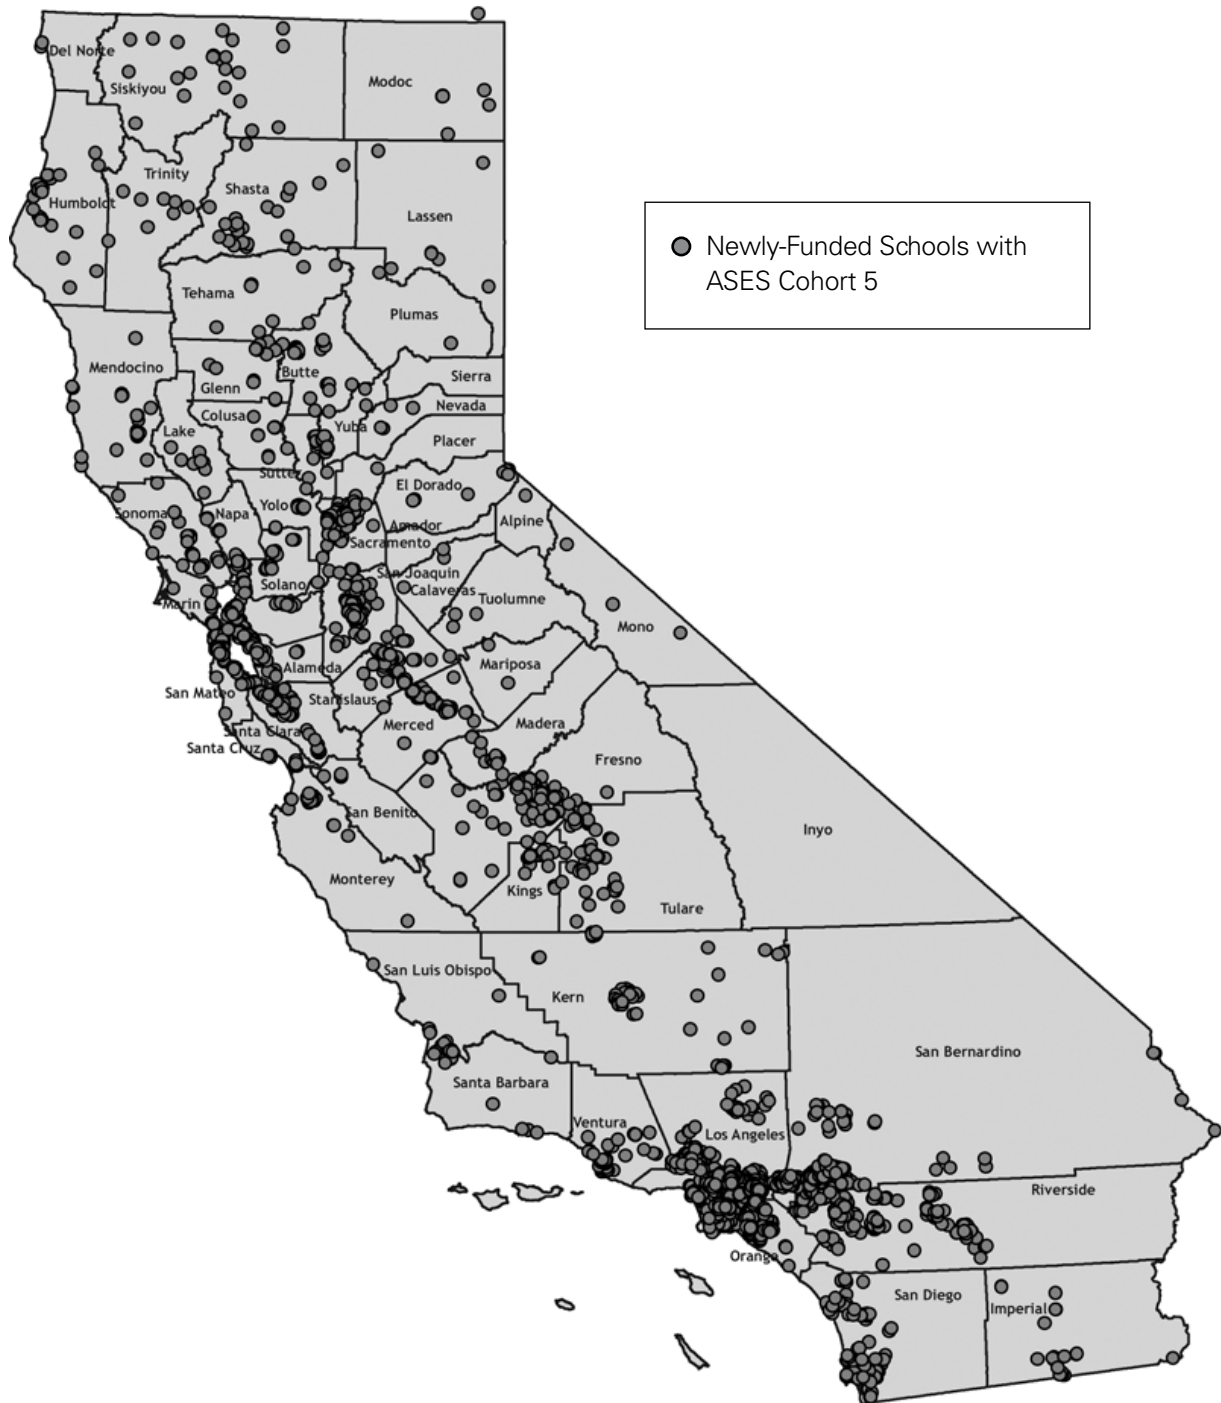 Del Norte
Siskiyou
Modoc
Trinity
Shasta
Humboldt
Lassen
Newly-Funded Schools with
ASES Cohort 5
Tehama
Plumas
Mendocino
Butte
Sierra
Glenn
Nevada
Colusa
Yuba
Lake
Placer
Sutter
El Dorado
Yolo
Sonoma
Napa
Alpine
Amador
Sacramento
San Joaquin
Solano
Calaveras
Tuolumne
Marin
Mono
Mariposa
Alameda
San Mateo
Stanislaus
Merced
Madera
Santa Clara
Santa Cruz
Fresno
San Benito
Inyo
Monterey
Kings
Tulare
San Luis Obispo
Kern
San Bernardino
Santa Barbara
Ventura
Los Angeles
Riverside
Orange
San Diego
Imperial